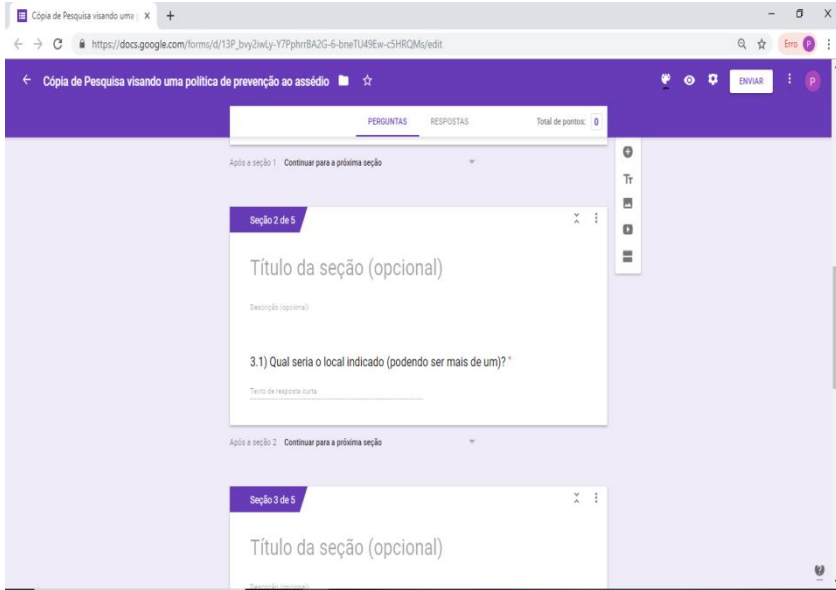 Cópia de Pesquisa visando uma
https://docs.google.com/forms/d/13P_bvy2iwLy-Y7PphrrBA2G-6-bneTU49Ew-c5HRQMs/edit
Erro P
Cópia de Pesquisa visando uma política de prevenção ao assédio
ENVIAR
P
PERGUNTAS RESPOSTAS Total de pontos: 0
Após a seção 1 Continuar para a próxima seção
Tт
Seção 2 de 5
Título da seção (opcional)
Descrição (opcional)
3.1) Qual seria o local indicado (podendo ser mais de um)? *
Texto de resposta curta
Após a seção 2 Continuar para a próxima seção
Seção 3 de 5
Título da seção (opcional)
Descrição (opcional)